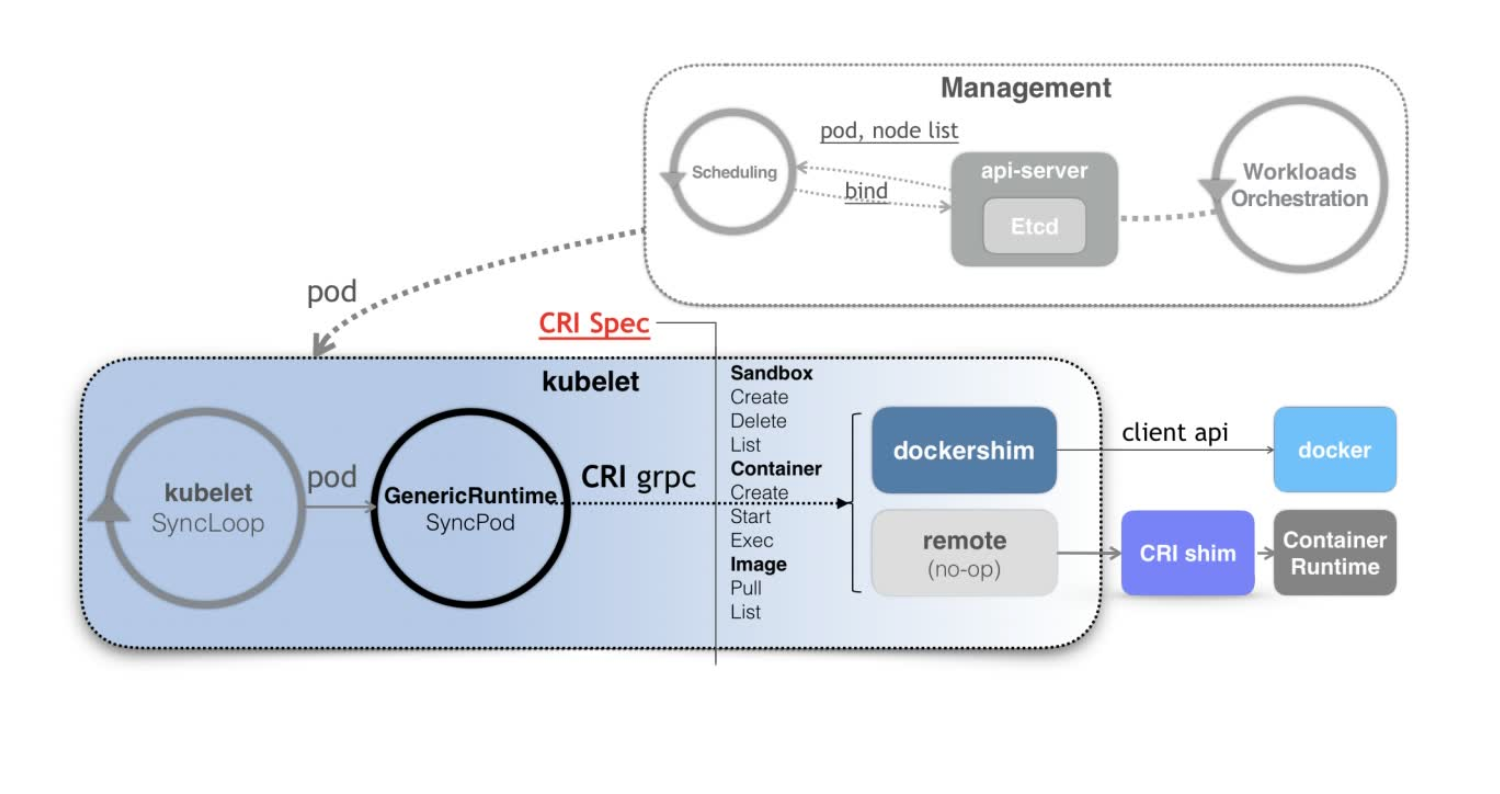 Management
pod, node list
Scheduling
bind
api-server
Etcd
Workloads
Orchestration
pod
CRI Spec
kubelet
kubelet
SyncLoop
pod
GenericRuntime
SyncPod
CRI grpc
Sandbox
Create
Delete
List
Container
Create
Start
Exec
Image
Pull
List
dockershim
client api
docker
remote
(no-op)
CRI shim
Container
Runtime